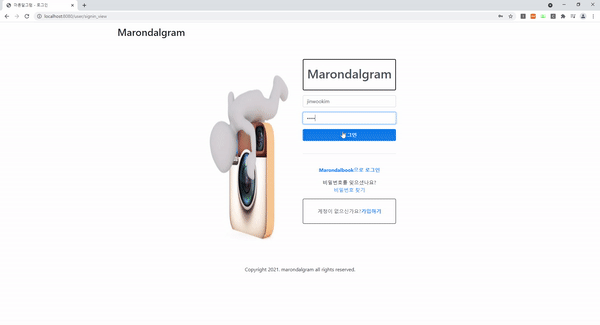 마론달그램 - 로그인
localhost:8080/user/signin_view
Marondalgram
Marondalgram
jinwookim
•••••
로그인
Marondalbook으로 로그인
비밀번호를 잊으셨나요?
비밀번호 찾기
계정이 없으신가요? 가입하기
Copyright 2021. marondalgram all rights reserved.